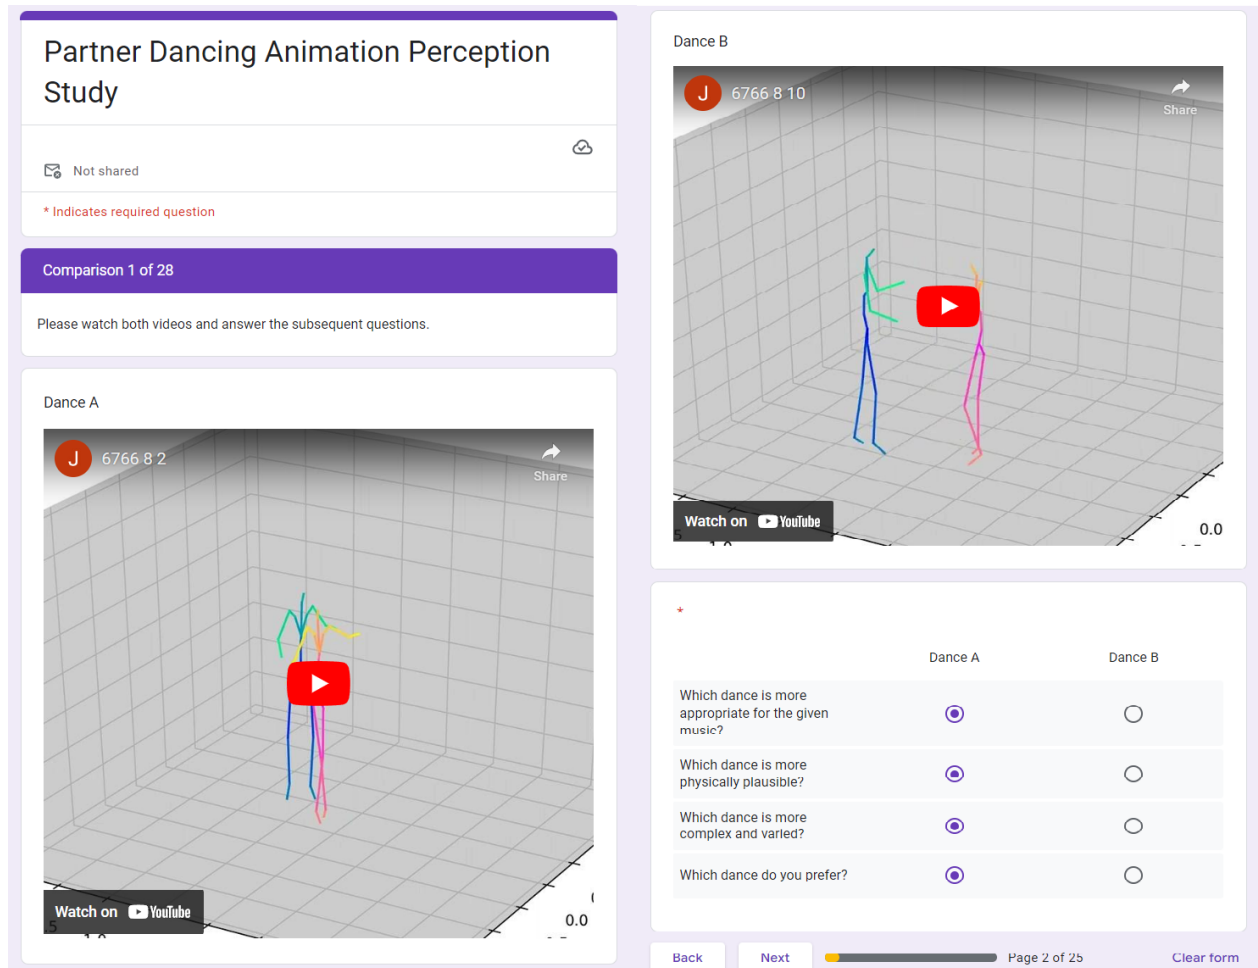 Partner Dancing Animation Perception
Study
Not shared
* Indicates required question
Comparison 1 of 28
Please watch both videos and answer the subsequent questions.
Dance A
J 6766 8 2
Share
Watch on YouTube
0.0
Dance B
J 6766 8 10
Share
Watch on YouTube
0.0
*
Dance A Dance B
Which dance is more
appropriate for the given
music?
Which dance is more
physically plausible?
Which dance is more
complex and varied?
Which dance do you prefer?
Back Next Page 2 of 25 Clear form